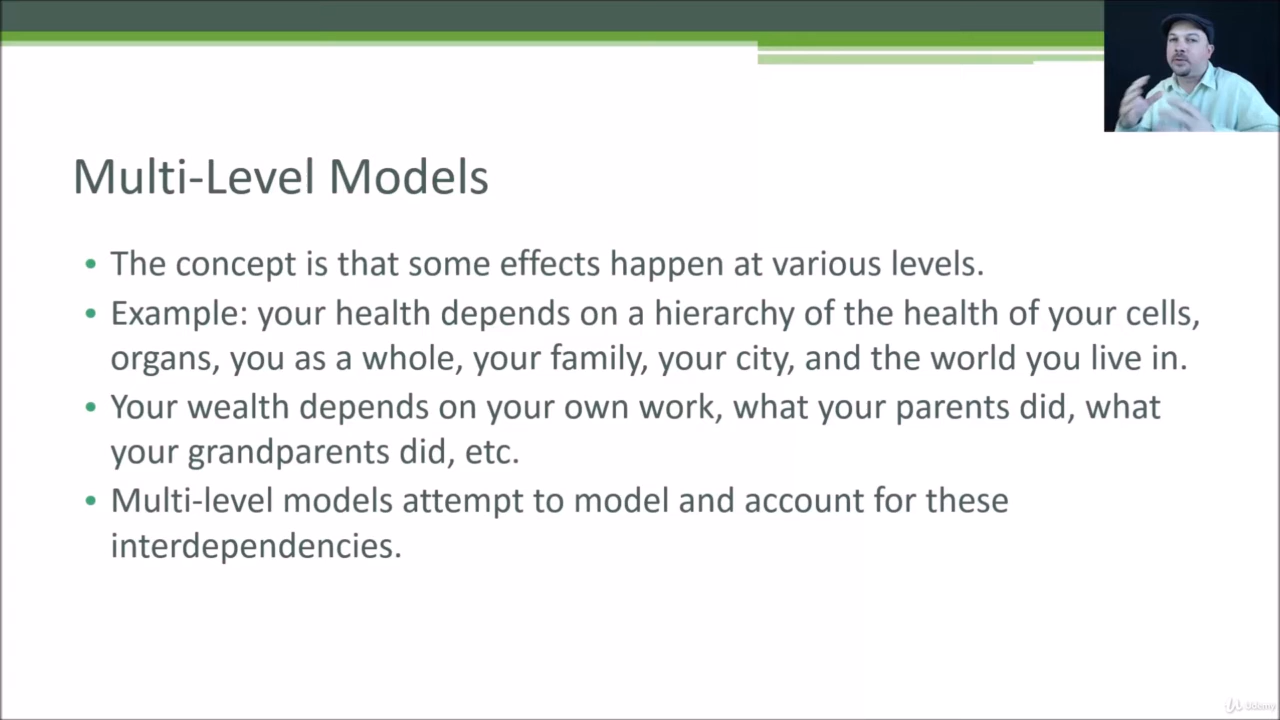 Multi-Level Models
• The concept is that some effects happen at various levels.
• Example: your health depends on a hierarchy of the health of your cells,
organs, you as a whole, your family, your city, and the world you live in.
• Your wealth depends on your own work, what your parents did, what
your grandparents did, etc.
• Multi-level models attempt to model and account for these
interdependencies.
Udemy